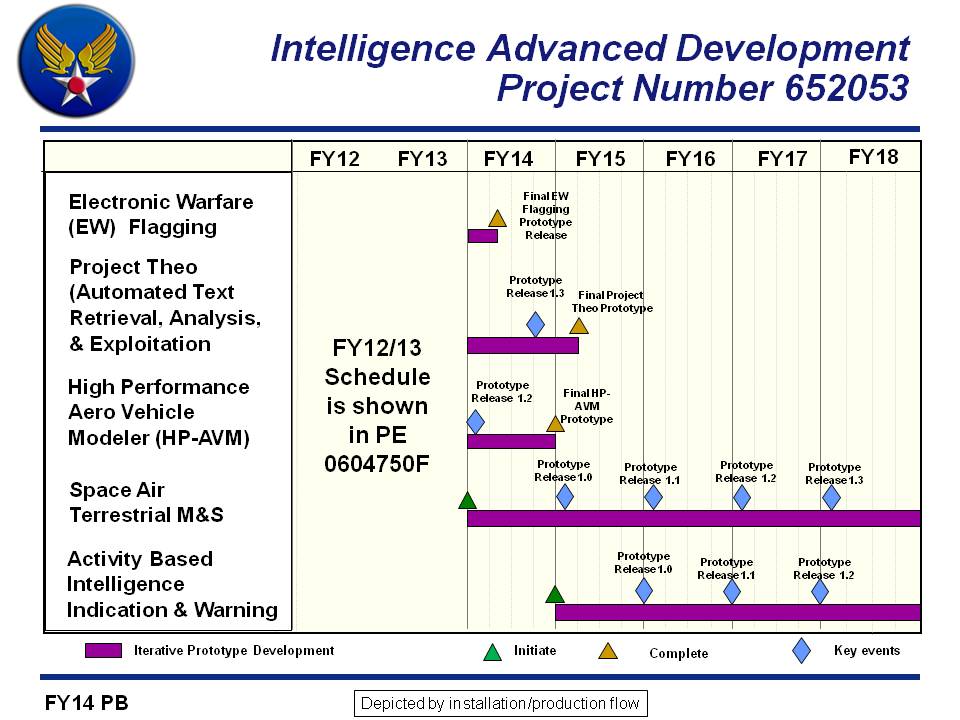 Intelligence Advanced Development
Project Number 652053
FY12 FY13 FY14 FY15 FY16 FY17 FY18
Electronic Warfare
(EW) Flagging
Final EW
Flagging
Prototype
Release
Project Theo
(Automated Text
Retrieval, Analysis,
& Exploitation
Prototype
Release 1.3
Final Project
Theo Prototype
FY12/13
Schedule
is shown
in PE
0604750F
High Performance
Aero Vehicle
Modeler (HP-AVM)
Prototype
Release 1.2
Final HP-
AVM
Prototype
Space Air
Terrestrial M&S
Prototype
Release 1.0
Prototype
Release 1.1
Prototype
Release 1.2
Prototype
Release 1.3
Activity Based
Intelligence
Indication & Warning
Prototype
Release 1.0
Prototype
Release 1.1
Prototype
Release 1.2
Iterative Prototype Development
Initiate
Complete
Key events
FY14 PB
Depicted by installation/production flow